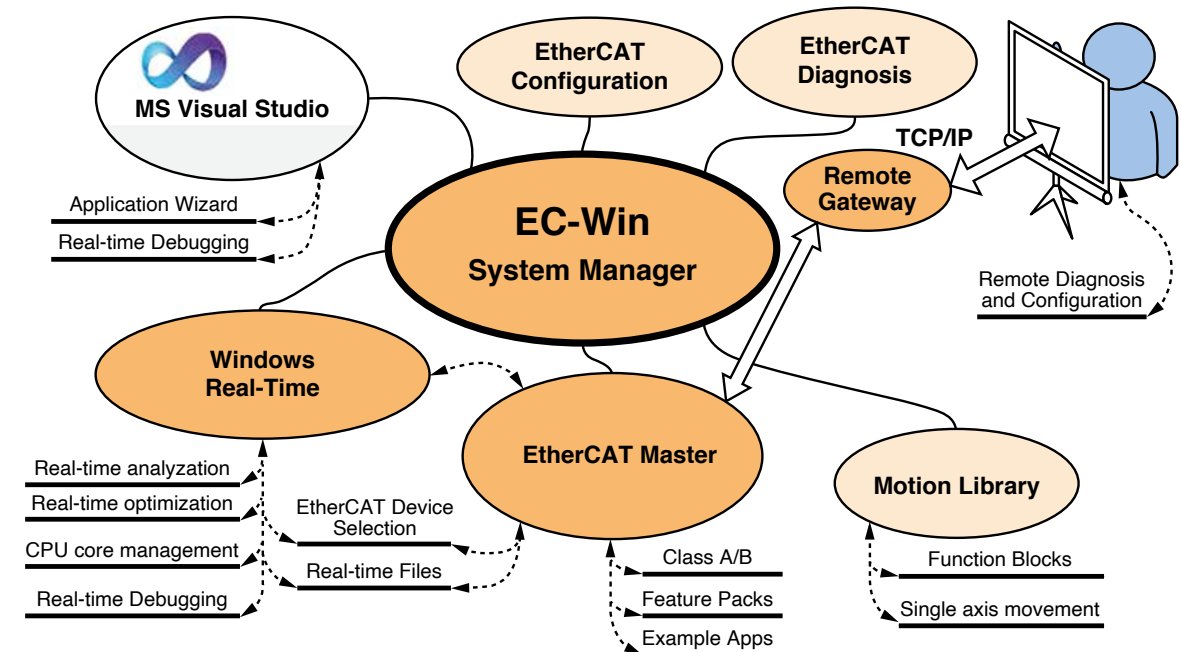 MS Visual Studio
EtherCAT
Configuration
EtherCAT
Diagnosis
TCP/IP
Remote
Gateway
Application Wizard
Real-time Debugging
EC-Win
System Manager
Remote Diagnosis
and Configuration
Windows
Real-Time
EtherCAT Master
Motion Library
Real-time analyzation
Real-time optimization
CPU core management
Real-time Debugging
EtherCAT Device
Selection
Real-time Files
Class A/B
Feature Packs
Example Apps
Function Blocks
Single axis movement